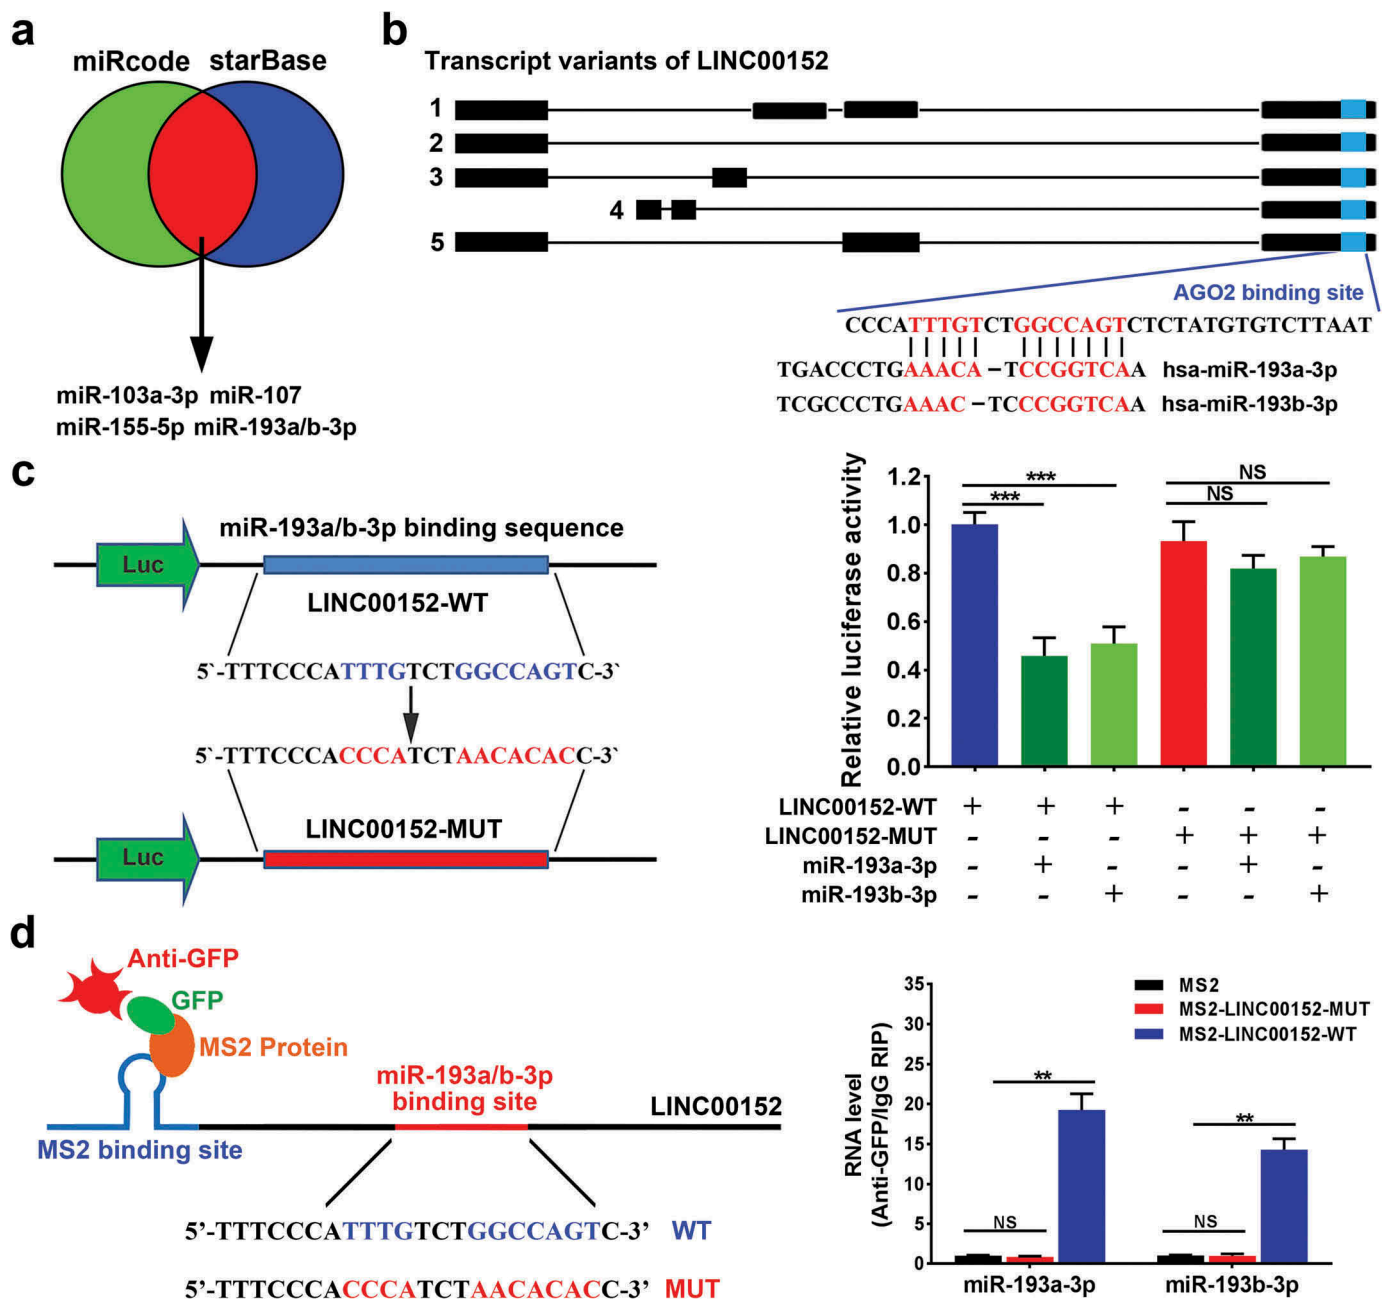 a
miRcode starBase
miR-103a-3p miR-107
miR-155-5p miR-193a/b-3p
b
Transcript variants of LINC00152
1
2
3
4
5
AGO2 binding site
CCCATTTGTCTGGCCAGTCTCTATGTGTCTTAAT
TGACCCTGAAACA–TCCGGTCAA hsa-miR-193a-3p
TCGCCCTGAAAC–TCCCGGTCAA hsa-miR-193b-3p
c
Luc
miR-193a/b-3p binding sequence
LINC00152-WT
5`-TTTCCCATTTGTCTGGCCAGTC-3`
5`-TTTCCCACCCATCTAACACACC-3`
LINC00152-MUT
Luc
Relative luciferase activity
1.2
1.0
0.8
0.6
0.4
0.2
0.0
*** *** NS NS
LINC00152-WT + + + - - -
LINC00152-MUT - - - + + +
miR-193a-3p - + - - + -
miR-193b-3p - - + - - +
d
Anti-GFP
GFP
MS2 Protein
miR-193a/b-3p
binding site
LINC00152
MS2 binding site
5’-TTTCCCATTTGTCTGGCCAGTC-3’ WT
5’-TTTCCCACCCATCTAACACACC-3’ MUT
RNA level
(Anti-GFP/IgG RIP)
35
30
25
20
15
10
5
0
MS2
MS2-LINC00152-MUT
MS2-LINC00152-WT
** **
NS NS
miR-193a-3p miR-193b-3p